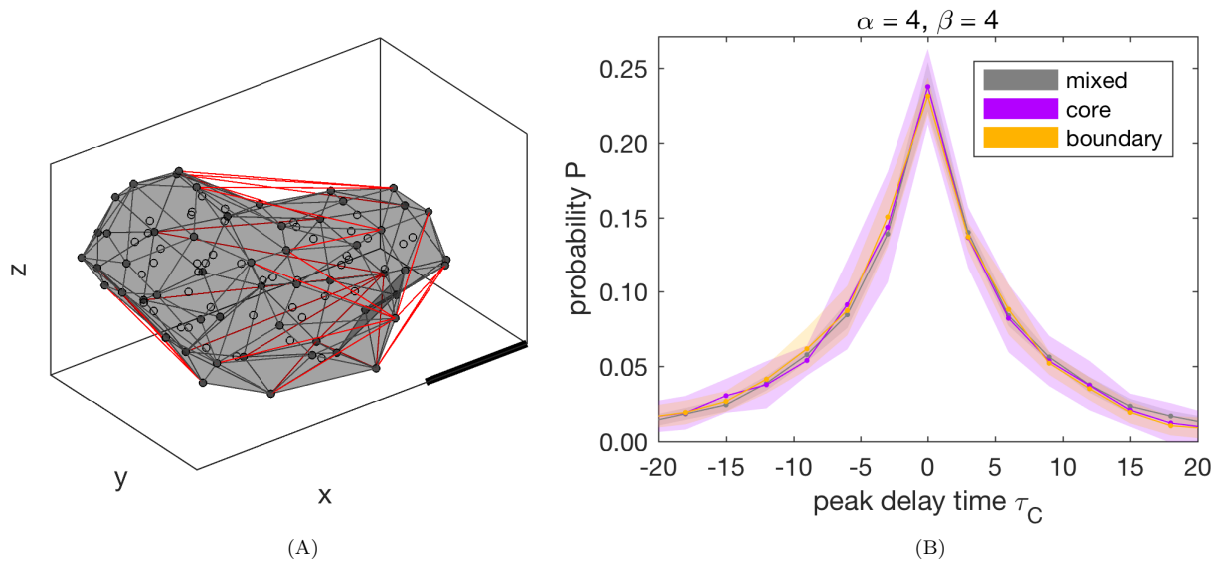 z
y
x
(A)
α = 4, β = 4
probability P
0.25
0.20
0.15
0.10
0.05
0.00
mixed
core
boundary
-20 -15 -10 -5 0 5 10 15 20
peak delay time τ_C
(B)